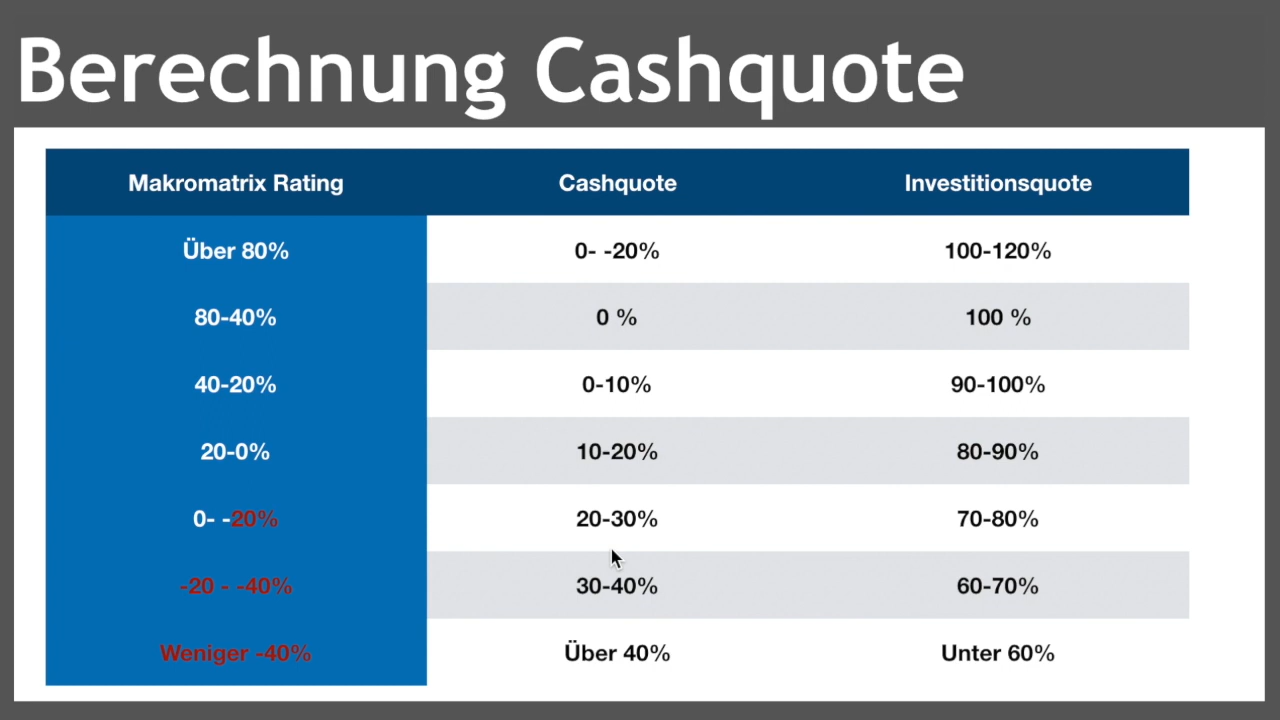 Berechnung Cashquote
Makromatrix Rating Cashquote Investitionsquote
Über 80% 0- -20% 100-120%
80-40% 0 % 100 %
40-20% 0-10% 90-100%
20-0% 10-20% 80-90%
0- -20% 20-30% 70-80%
-20 - -40% 30-40% 60-70%
Weniger -40% Über 40% Unter 60%